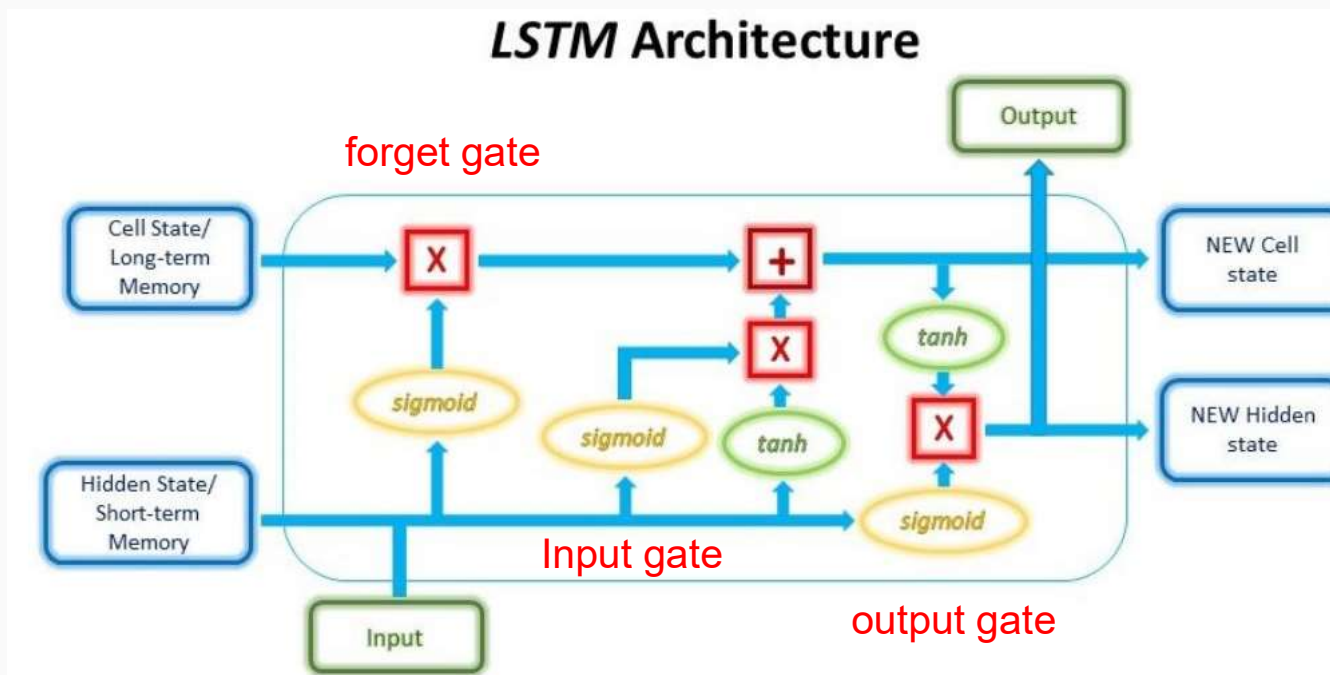 LSTM Architecture
Output
forget gate
Cell State/
Long-term
Memory
X
+
NEW Cell
state
tanh
X
sigmoid
sigmoid
tanh
X
NEW Hidden
state
Hidden State/
Short-term
Memory
sigmoid
Input gate
output gate
Input